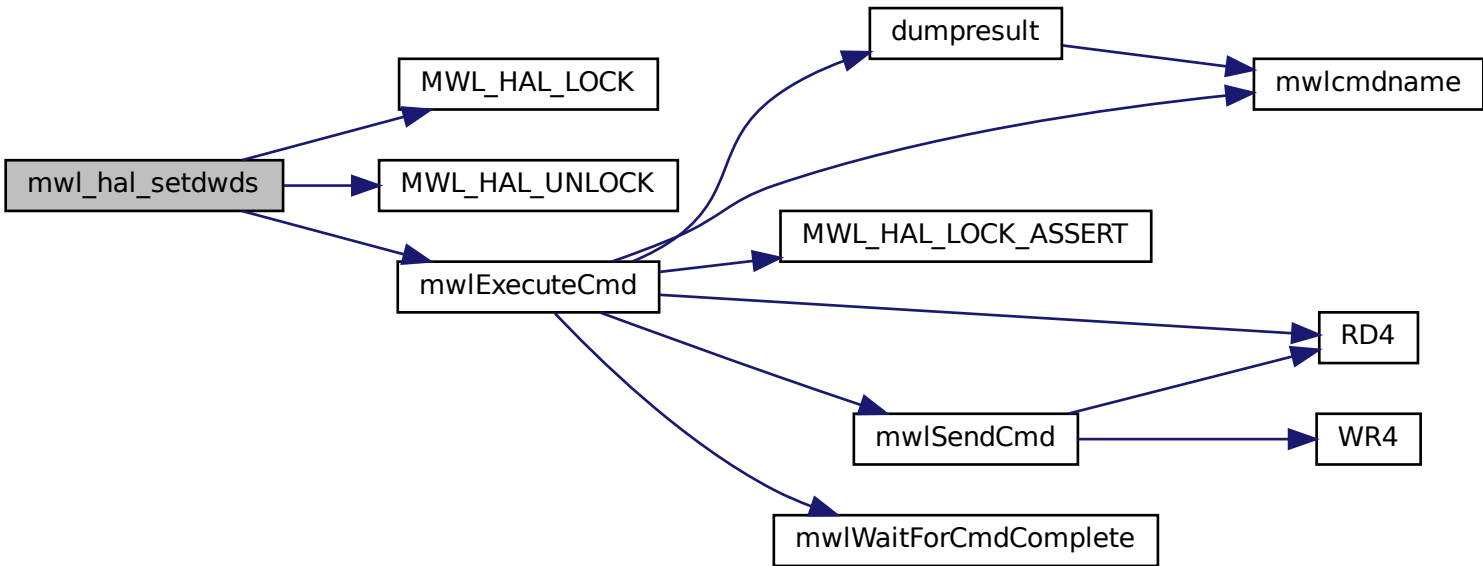 dumpresult
MWL_HAL_LOCK
mwlcmdname
mwl_hal_setdwds
MWL_HAL_UNLOCK
MWL_HAL_LOCK_ASSERT
mwlExecuteCmd
RD4
mwlSendCmd
WR4
mwlWaitForCmdComplete